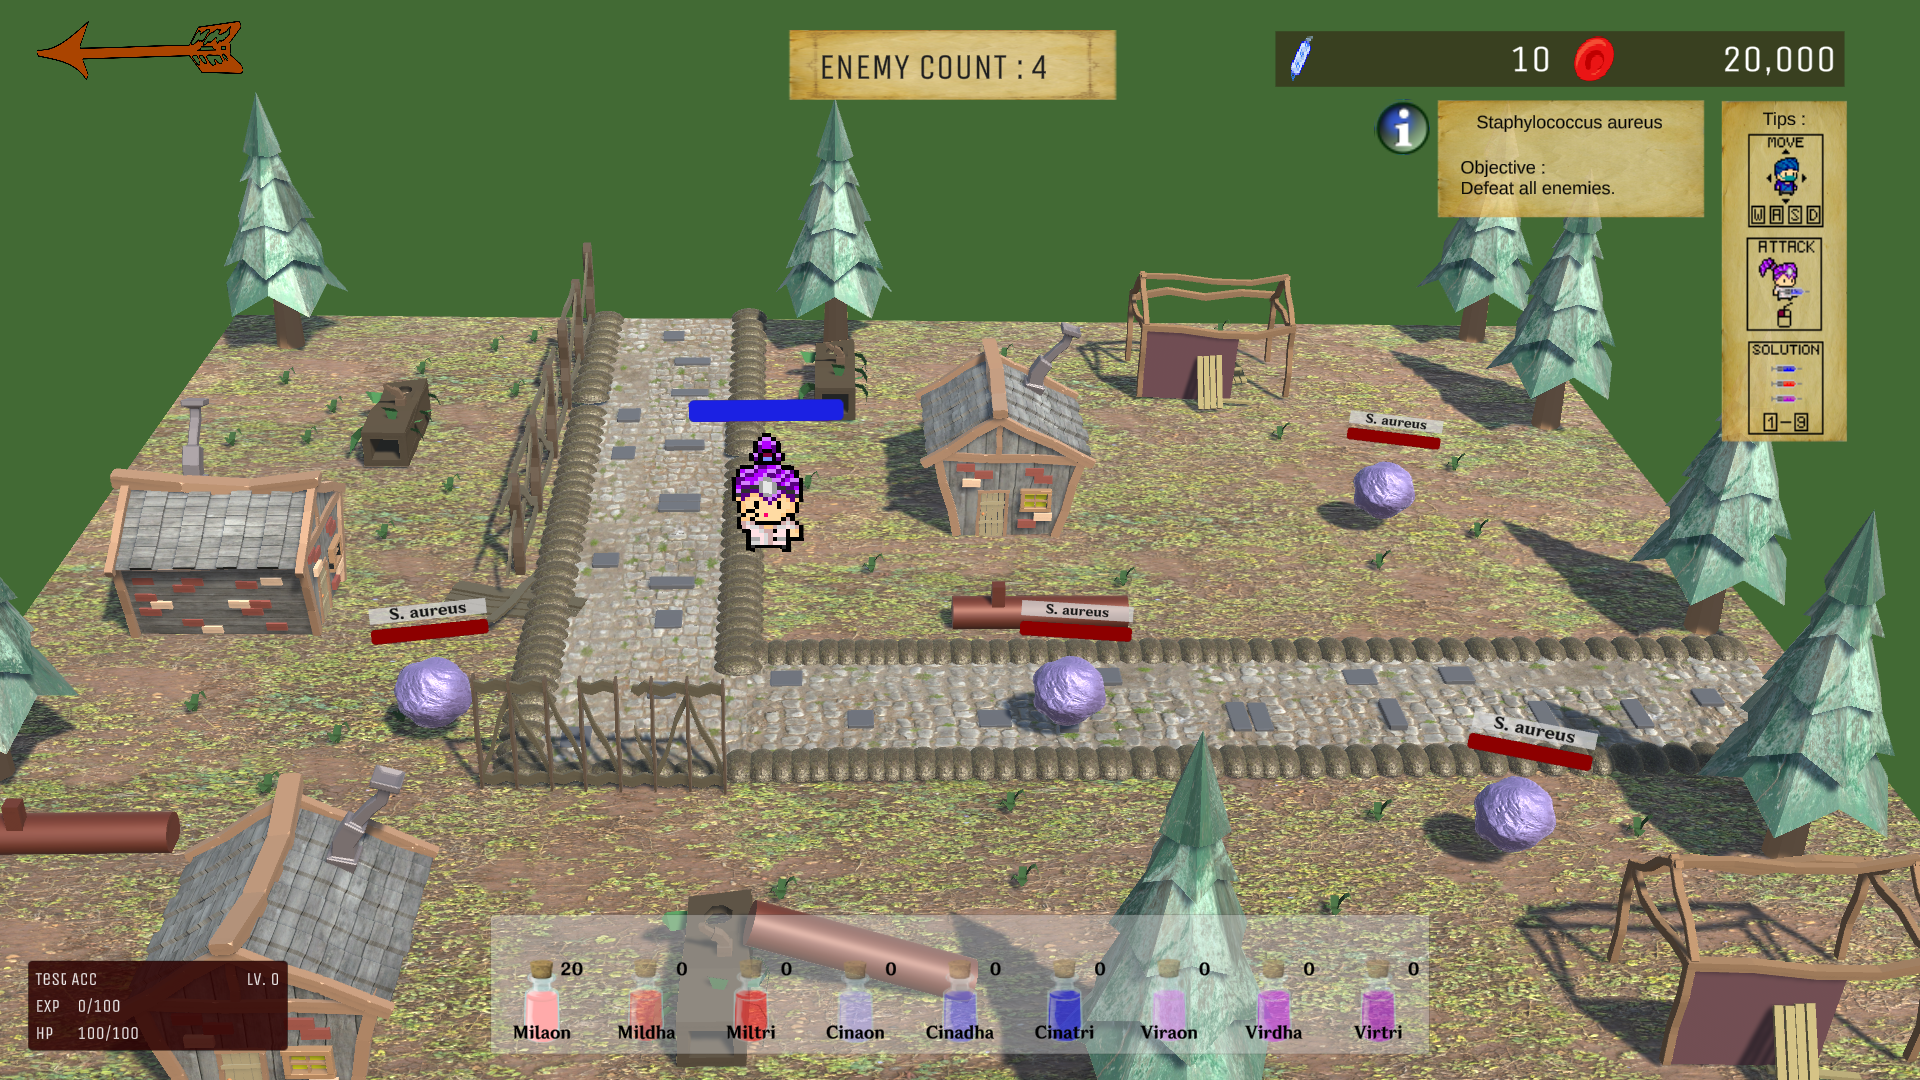 ENEMY COUNT : 4
10
20,000
Staphylococcus aureus
Objective :
Defeat all enemies.
Tips :
MOVE
W A S D
ATTACK
SOLUTION
1-9
S. aureus
S. aureus
S. aureus
S. aureus
Test Acc LV. 0
EXP 0/100
HP 100/100
20 0 0 0 0 0 0 0 0
Milaon Mildha Miltri Cinaon Cinadha Cinatri Viraon Virdha Virtri